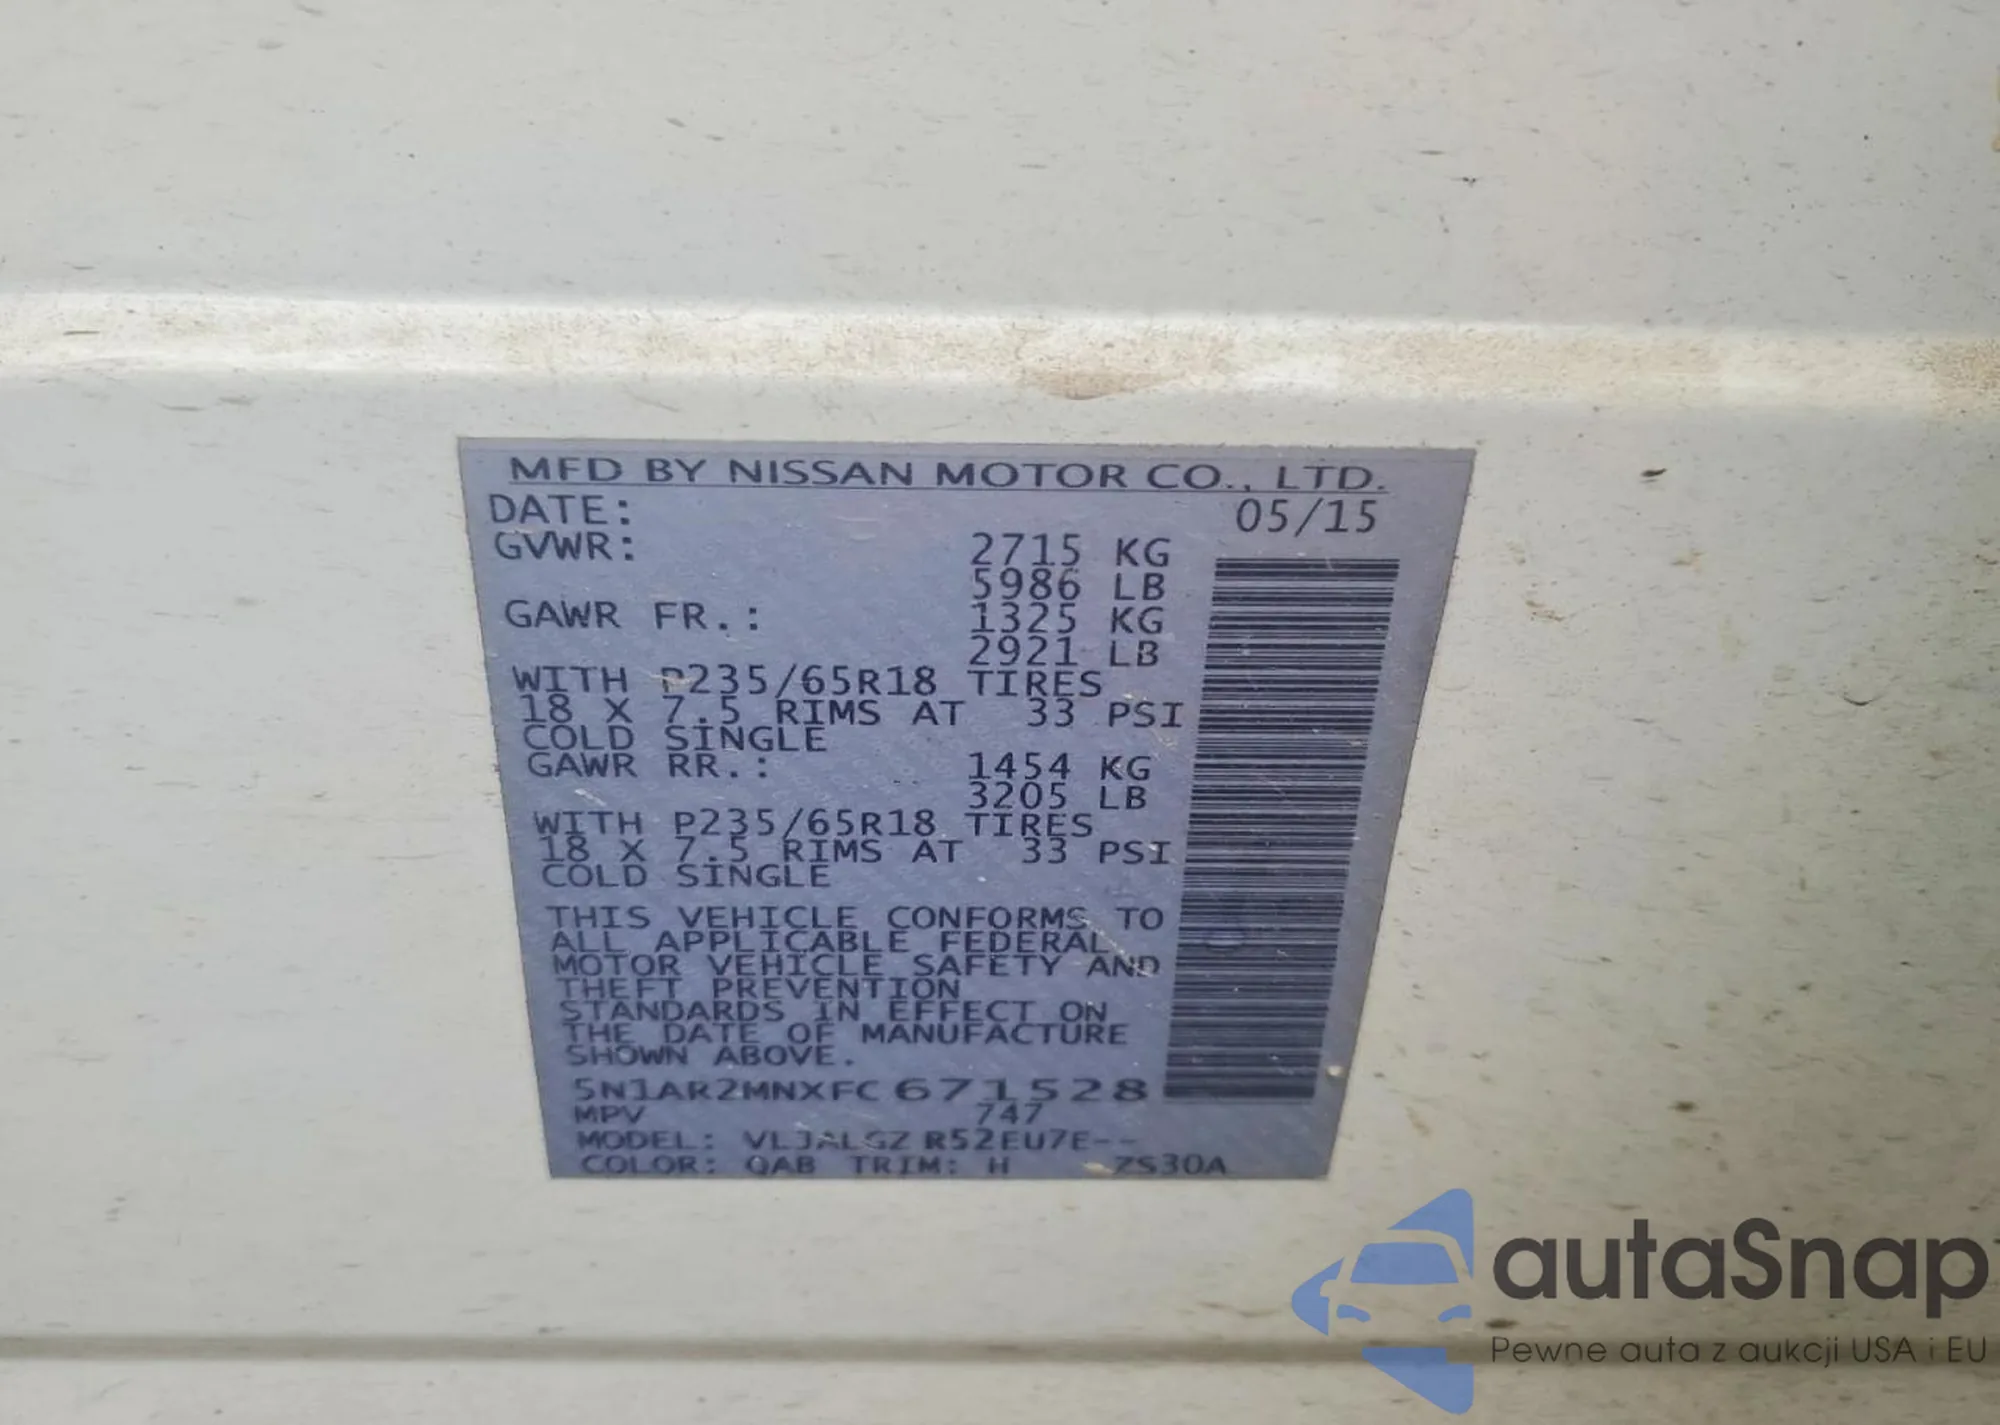 MFD BY NISSAN MOTOR CO., LTD.
DATE: 05/15
GVWR: 2715 KG
5986 LB
GAWR FR.: 1325 KG
2921 LB
WITH P235/65R18 TIRES
18 X 7.5 RIMS AT 33 PSI
COLD SINGLE
GAWR RR.: 1454 KG
3205 LB
WITH P235/65R18 TIRES
18 X 7.5 RIMS AT 33 PSI
COLD SINGLE
THIS VEHICLE CONFORMS TO
ALL APPLICABLE FEDERAL
MOTOR VEHICLE SAFETY AND
THEFT PREVENTION
STANDARDS IN EFFECT ON
THE DATE OF MANUFACTURE
SHOWN ABOVE.
5N1AR2MNXFC671528
MPV 747
MODEL: VLJALGZ R52EU7E--
COLOR: QAB TRIM: H ZS30A
autaSnap
Pewne auta z aukcji USA i EU